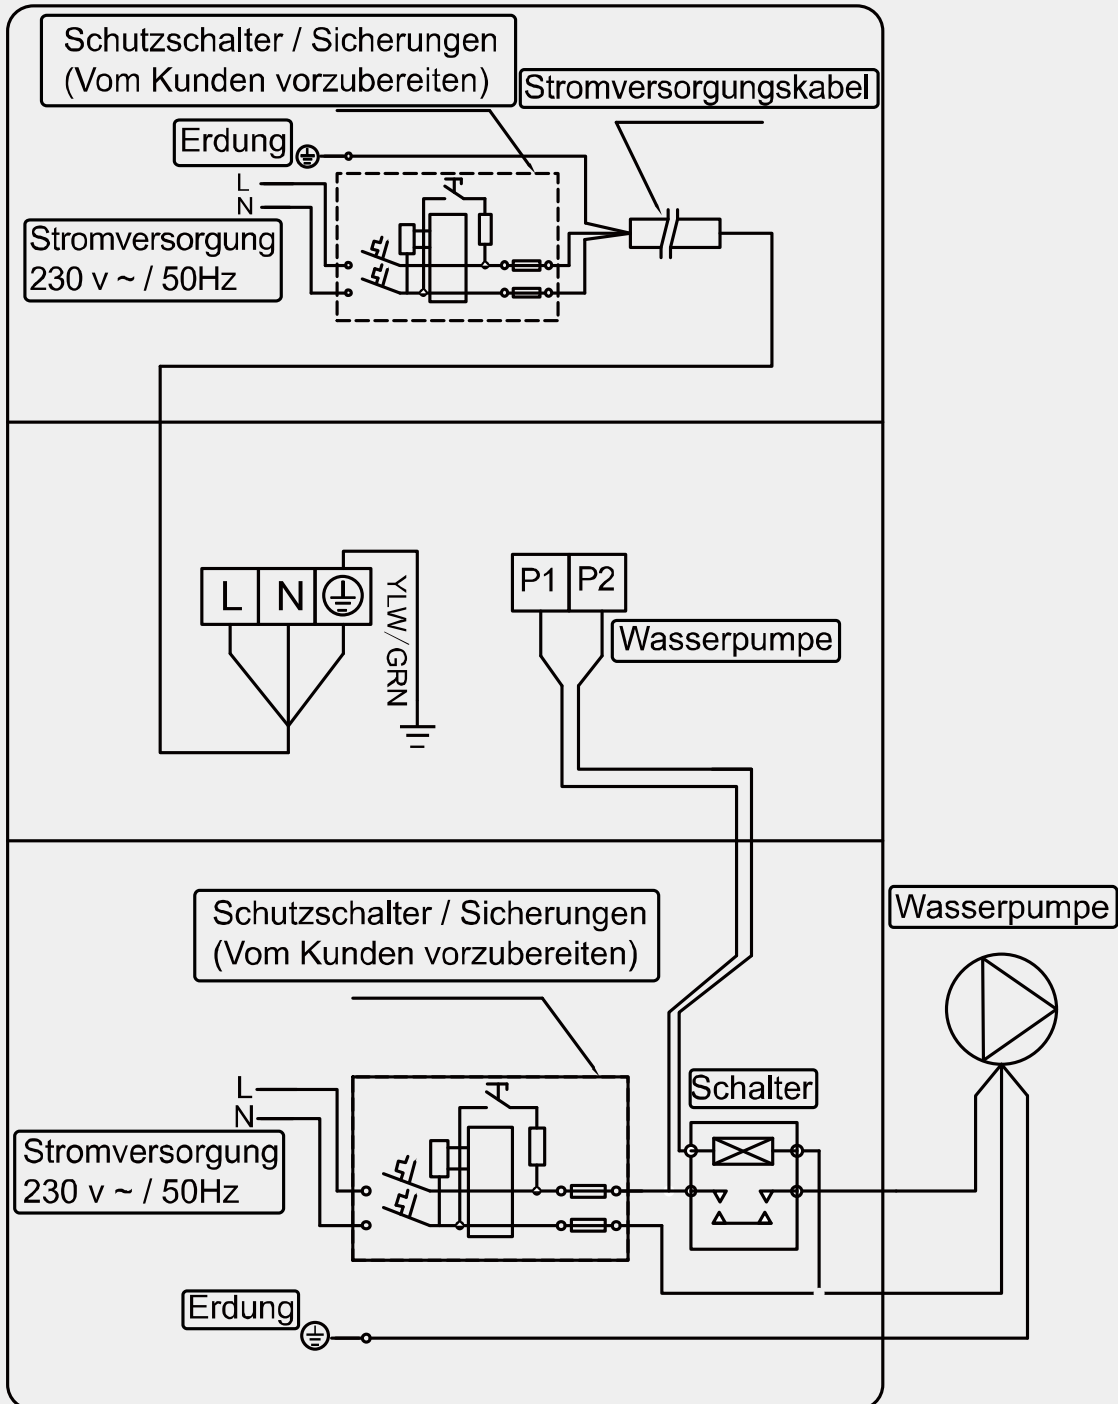 Schutzschalter / Sicherungen
(Vom Kunden vorzubereiten)
Stromversorgungskabel
Erdung
L
N
Stromversorgung
230 v ~ / 50Hz
L N
YLW/GRN
P1 P2
Wasserpumpe
Schutzschalter / Sicherungen
(Vom Kunden vorzubereiten)
Wasserpumpe
Schalter
L
N
Stromversorgung
230 v ~ / 50Hz
Erdung